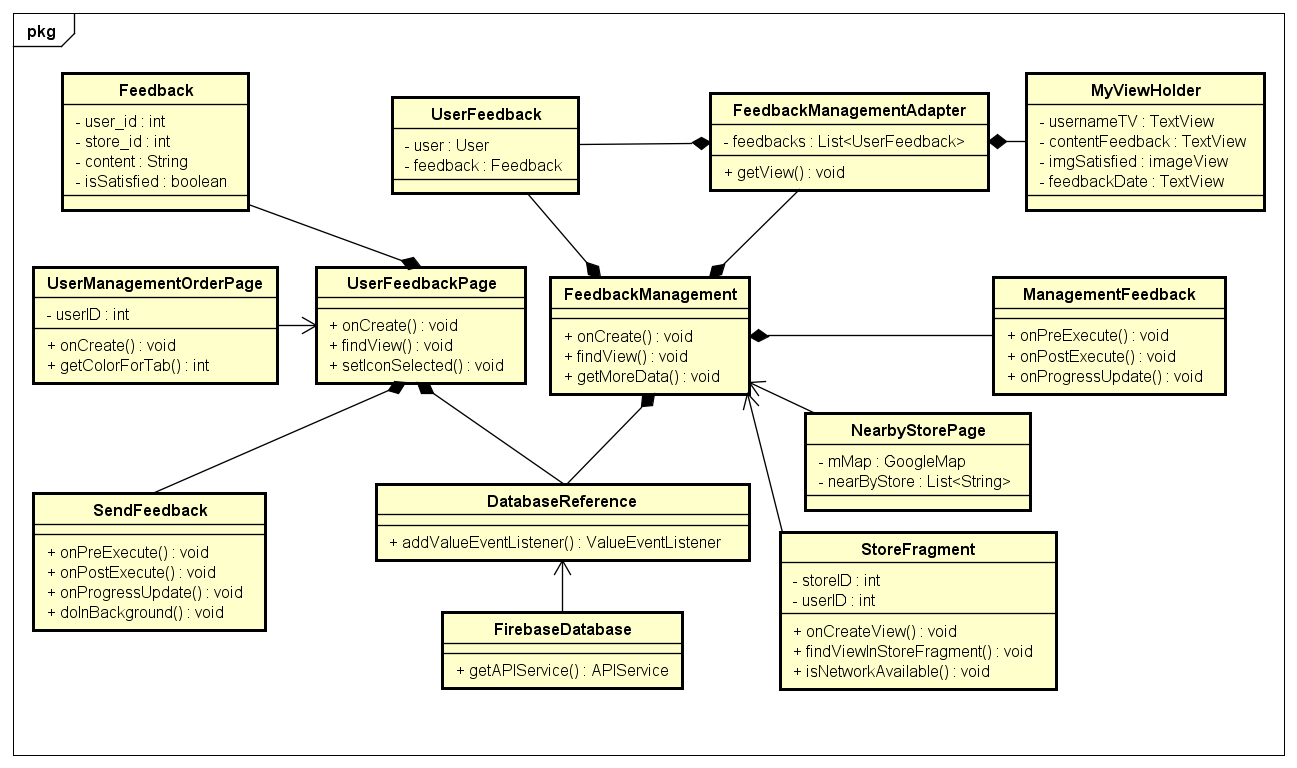 pkg
Feedback
- user_id : int
- store_id : int
- content : String
- isSatisfied : boolean
UserFeedback
- user : User
- feedback : Feedback
FeedbackManagementAdapter
- feedbacks : List<UserFeedback>
+ getView() : void
MyViewHolder
- usernameTV : TextView
- contentFeedback : TextView
- imgSatisfied : imageView
- feedbackDate : TextView
UserManagementOrderPage
- userID : int
+ onCreate() : void
+ getColorForTab() : int
UserFeedbackPage
+ onCreate() : void
+ findView() : void
+ setIconSelected() : void
FeedbackManagement
+ onCreate() : void
+ findView() : void
+ getMoreData() : void
ManagementFeedback
+ onPreExecute() : void
+ onPostExecute() : void
+ onProgressUpdate() : void
NearbyStorePage
- mMap : GoogleMap
- nearByStore : List<String>
SendFeedback
+ onPreExecute() : void
+ onPostExecute() : void
+ onProgressUpdate() : void
+ doInBackground() : void
DatabaseReference
+ addValueEventListener() : ValueEventListener
StoreFragment
- storeID : int
- userID : int
+ onCreateView() : void
+ findViewInStoreFragment() : void
+ isNetworkAvailable() : void
FirebaseDatabase
+ getAPIService() : APIService